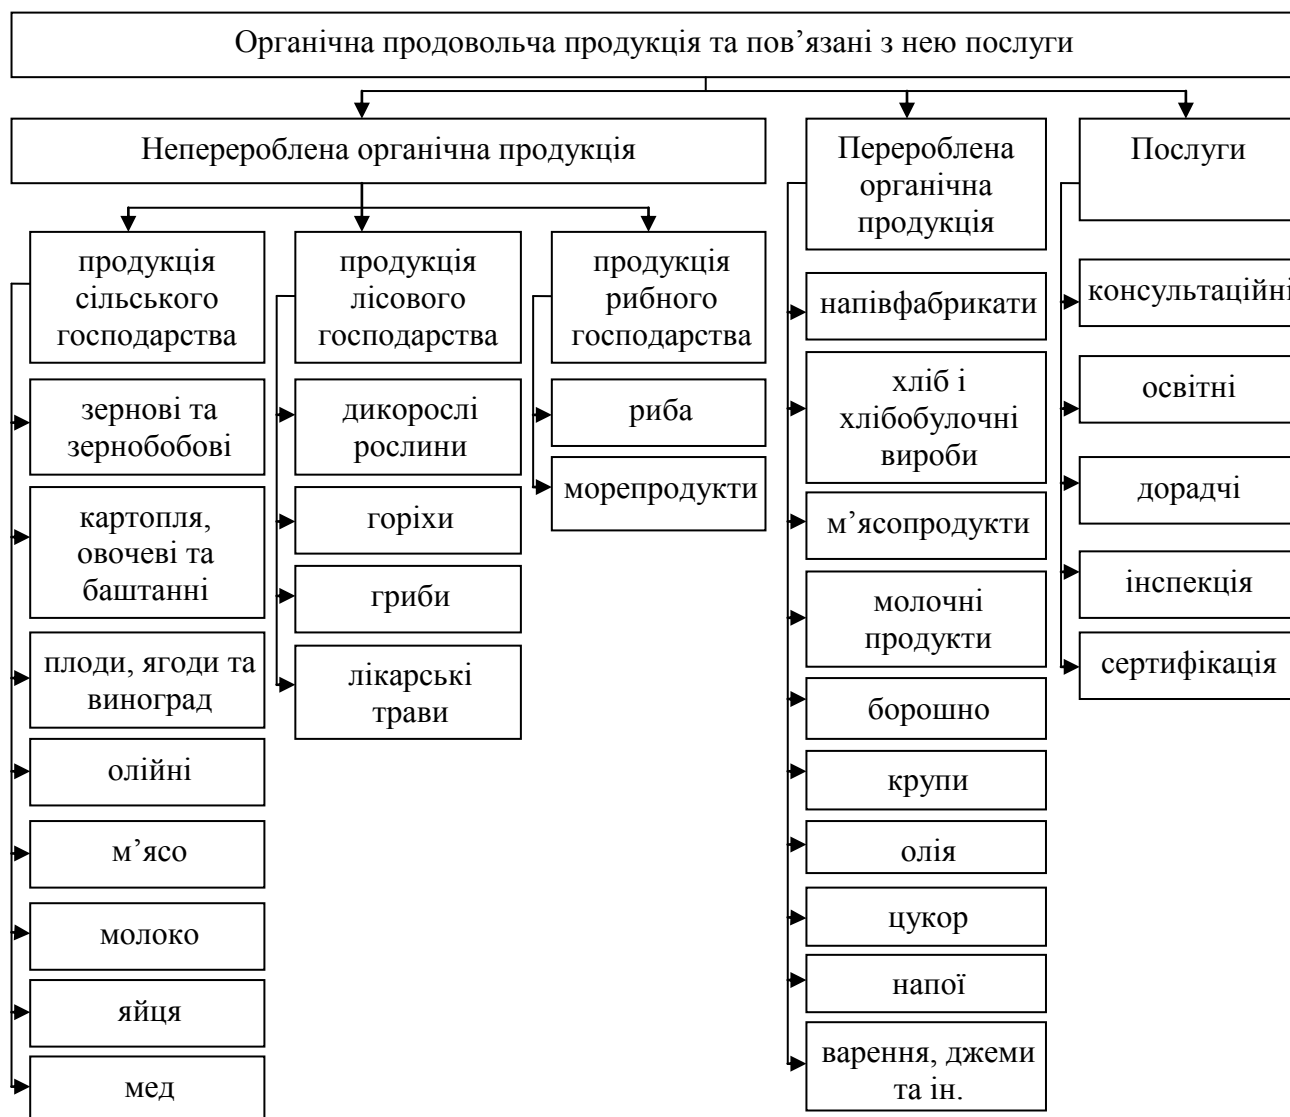 Органічна продовольча продукція та пов’язані з нею послуги
Неперероблена органічна продукція
продукція
сільського
господарства
зернові та
зернобобові
картопля,
овочеві та
баштанні
плоди, ягоди та
виноград
олійні
м’ясо
молоко
яйця
мед
продукція
лісового
господарства
дикорослі
рослини
горіхи
гриби
лікарські
трави
продукція
рибного
господарства
риба
морепродукти
Перероблена
органічна
продукція
напівфабрикати
хліб і
хлібобулочні
вироби
м’ясопродукти
молочні
продукти
борошно
крупи
олія
цукор
напої
варення, джеми
та ін.
Послуги
консультаційні
освітні
дорадчі
інспекція
сертифікація